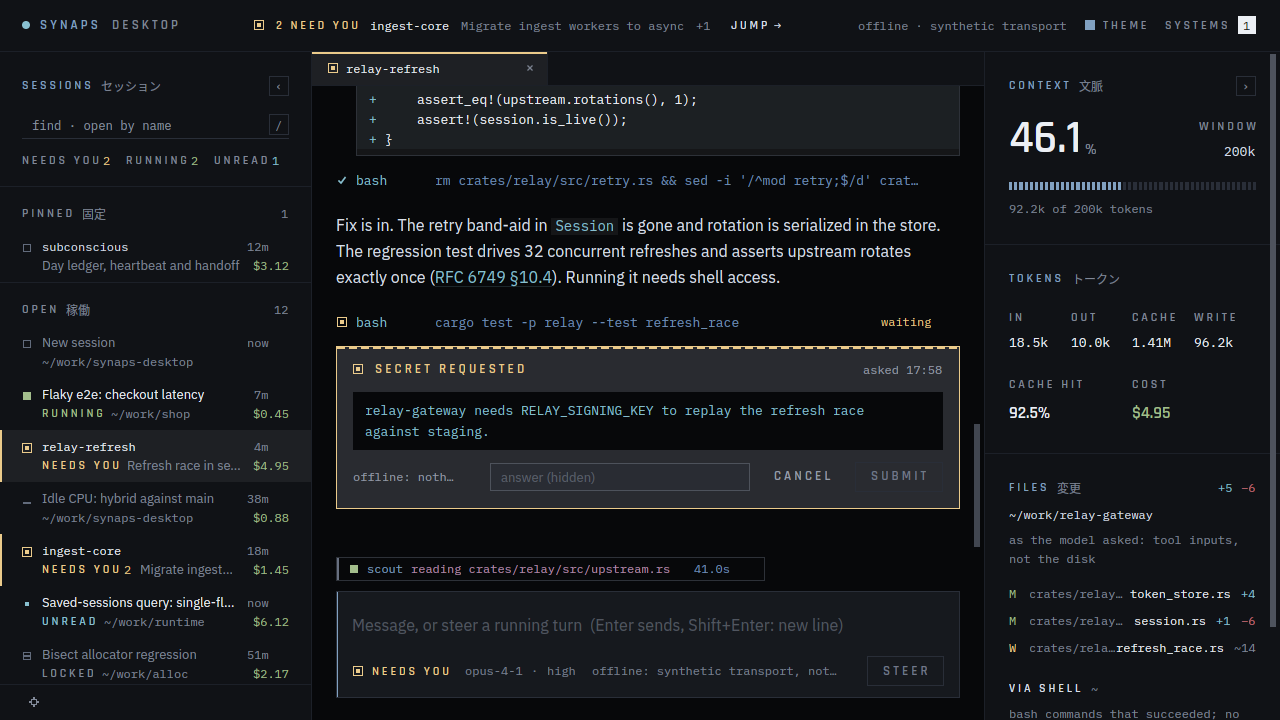 SYNAPS DESKTOP
2 NEED YOU ingest-core Migrate ingest workers to async +1 JUMP →
offline · synthetic transport THEME SYSTEMS 1
SESSIONS セッション ‹
find · open by name /
NEEDS YOU 2 RUNNING 2 UNREAD 1
PINNED 固定 1
subconscious 12m
Day ledger, heartbeat and handoff $3.12
OPEN 稼働 12
New session now
~/work/synaps-desktop
Flaky e2e: checkout latency 7m
RUNNING ~/work/shop $0.45
relay-refresh 4m
NEEDS YOU Refresh race in se… $4.95
Idle CPU: hybrid against main 38m
~/work/synaps-desktop $0.88
ingest-core 18m
NEEDS YOU 2 Migrate ingest… $1.45
Saved-sessions query: single-fl… now
UNREAD ~/work/runtime $6.12
Bisect allocator regression 51m
LOCKED ~/work/alloc $2.17
relay-refresh ×
+ assert_eq!(upstream.rotations(), 1);
+ assert!(session.is_live());
+ }
✓ bash rm crates/relay/src/retry.rs && sed -i '/^mod retry;$/d' crat…
Fix is in. The retry band-aid in Session is gone and rotation is serialized in the store.
The regression test drives 32 concurrent refreshes and asserts upstream rotates
exactly once (RFC 6749 §10.4). Running it needs shell access.
bash cargo test -p relay --test refresh_race waiting
SECRET REQUESTED asked 17:58
relay-gateway needs RELAY_SIGNING_KEY to replay the refresh race
against staging.
offline: noth… answer (hidden) CANCEL SUBMIT
scout reading crates/relay/src/upstream.rs 41.0s
Message, or steer a running turn (Enter sends, Shift+Enter: new line)
NEEDS YOU opus-4-1 · high offline: synthetic transport, not… STEER
CONTEXT 文脈 ›
46.1% WINDOW
200k
92.2k of 200k tokens
TOKENS トークン
IN OUT CACHE WRITE
18.5k 10.0k 1.41M 96.2k
CACHE HIT COST
92.5% $4.95
FILES 変更 +5 −6
~/work/relay-gateway
as the model asked: tool inputs,
not the disk
M crates/relay… token_store.rs +4
M crates/relay… session.rs +1 −6
W crates/rela…refresh_race.rs ~14
VIA SHELL ~
bash commands that succeeded; no